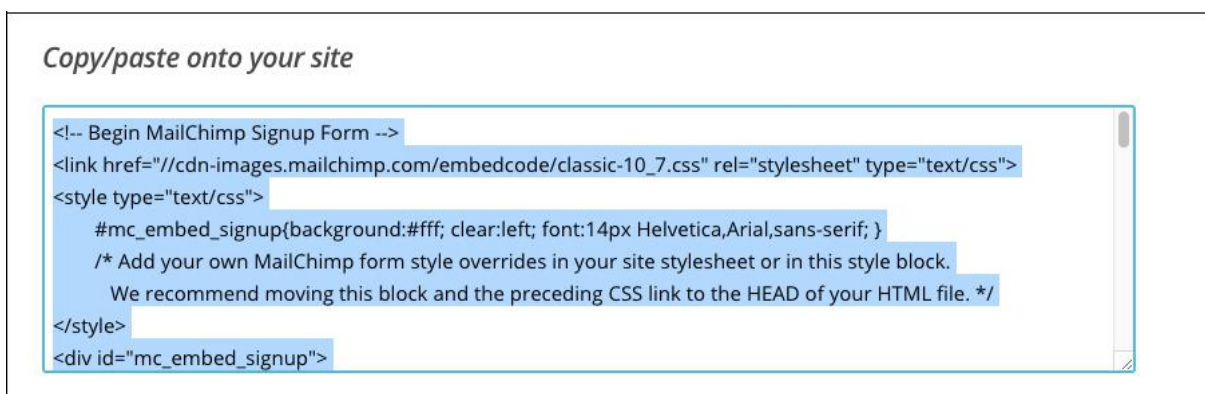 Copy/paste onto your site
<!-- Begin MailChimp Signup Form -->
<link href="//cdn-images.mailchimp.com/embedcode/classic-10_7.css" rel="stylesheet" type="text/css">
<style type="text/css">
#mc_embed_signup{background:#fff; clear:left; font:14px Helvetica,Arial,sans-serif; }
/* Add your own MailChimp form style overrides in your site stylesheet or in this style block.
We recommend moving this block and the preceding CSS link to the HEAD of your HTML file. */
</style>
<div id="mc_embed_signup">